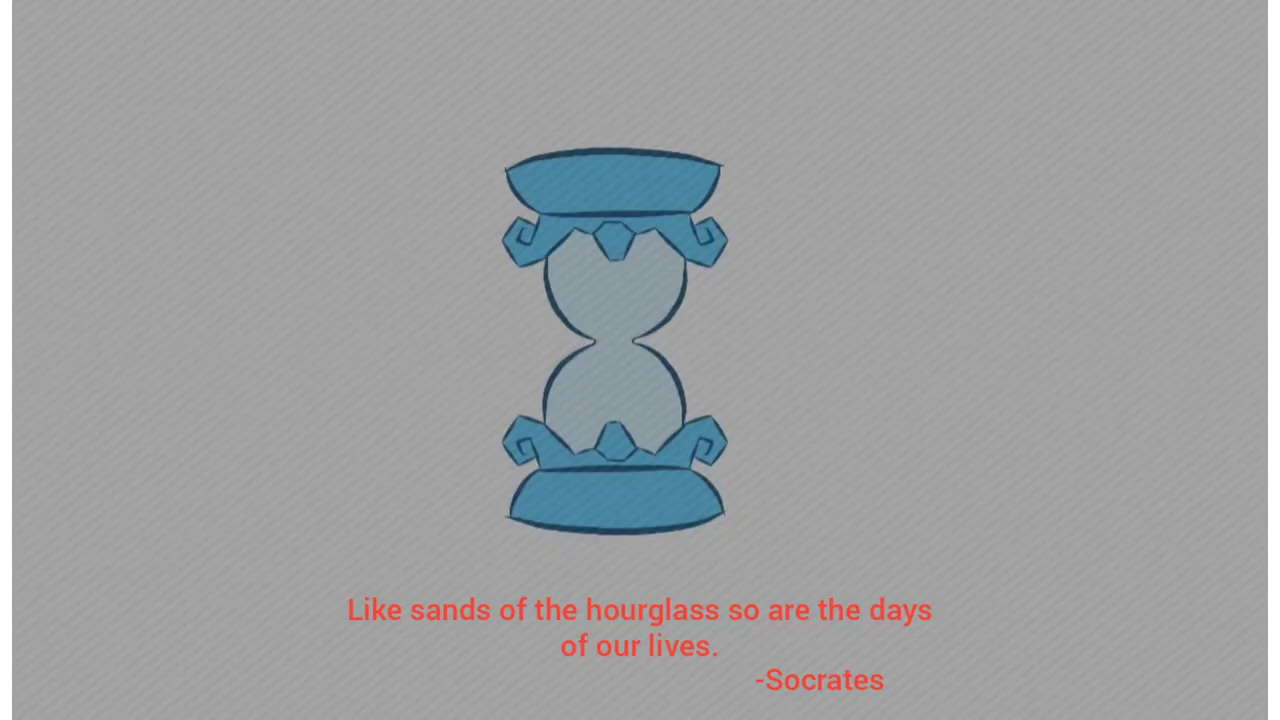 Like sands of the hourglass so are the days
of our lives.
-Socrates